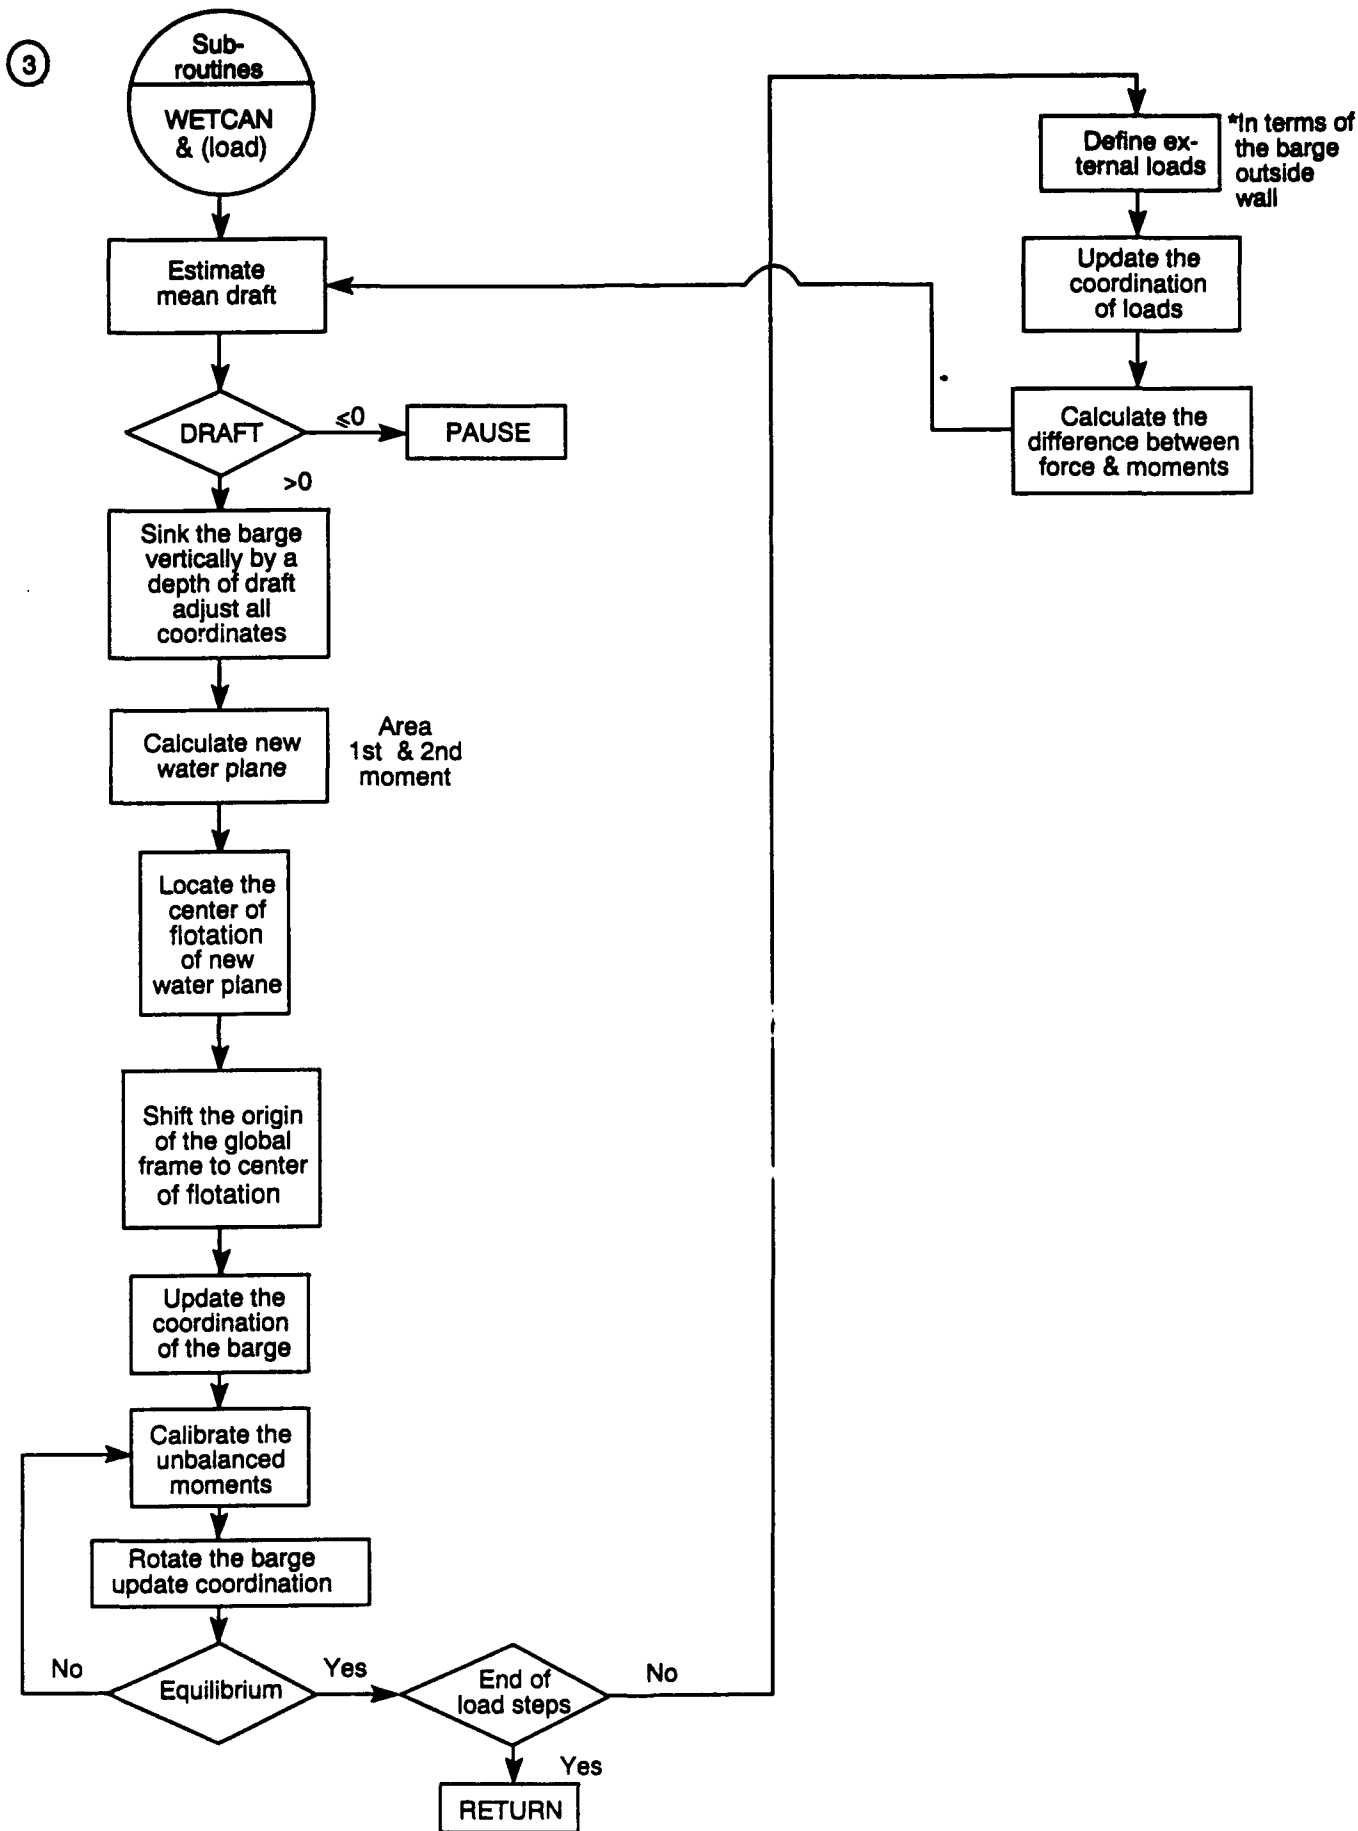 3
Sub-
routines
WETCAN
& (load)
Estimate
mean draft
DRAFT
≤0
PAUSE
>0
Sink the barge
vertically by a
depth of draft
adjust all
coordinates
Calculate new
water plane
Area
1st & 2nd
moment
Locate the
center of
flotation
of new
water plane
Shift the origin
of the global
frame to center
of flotation
Update the
coordination
of the barge
Calibrate the
unbalanced
moments
Rotate the barge
update coordination
Equilibrium
No
Yes
End of
load steps
No
Yes
RETURN
Define ex-
ternal loads
*In terms of
the barge
outside
wall
Update the
coordination
of loads
Calculate the
difference between
force & moments